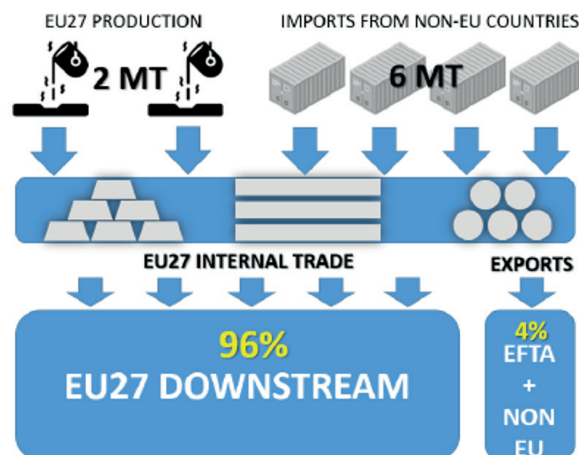 EU27 PRODUCTION
IMPORTS FROM NON-EU COUNTRIES
2 MT
6 MT
EU27 INTERNAL TRADE
EXPORTS
96%
EU27 DOWNSTREAM
4%
EFTA
+
NON
EU